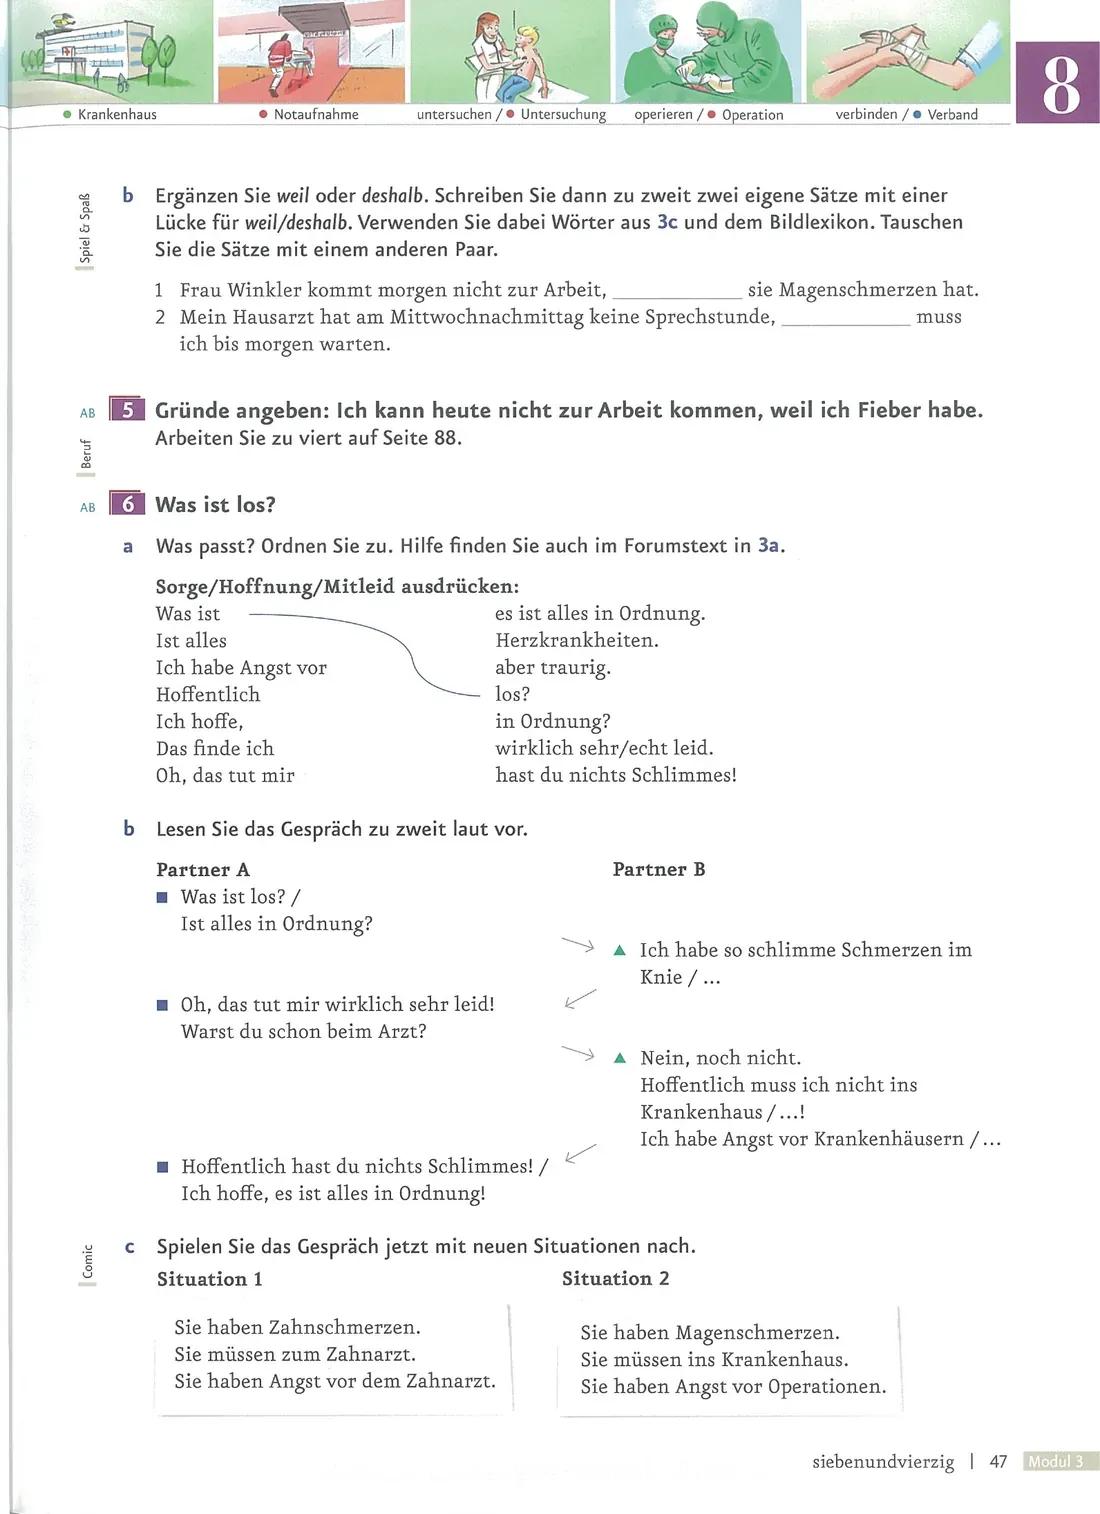 ● Krankenhaus ● Notaufnahme untersuchen / ● Untersuchung operieren / ● Operation verbinden / ● Verband
8
Spiel & Spaß
b Ergänzen Sie weil oder deshalb. Schreiben Sie dann zu zweit zwei eigene Sätze mit einer
Lücke für weil/deshalb. Verwenden Sie dabei Wörter aus 3c und dem Bildlexikon. Tauschen
Sie die Sätze mit einem anderen Paar.
1 Frau Winkler kommt morgen nicht zur Arbeit, ____________ sie Magenschmerzen hat.
2 Mein Hausarzt hat am Mittwochnachmittag keine Sprechstunde, ____________ muss
ich bis morgen warten.
AB 5 Gründe angeben: Ich kann heute nicht zur Arbeit kommen, weil ich Fieber habe.
Beruf
Arbeiten Sie zu viert auf Seite 88.
AB 6 Was ist los?
a Was passt? Ordnen Sie zu. Hilfe finden Sie auch im Forumstext in 3a.
Sorge/Hoffnung/Mitleid ausdrücken:
Was ist es ist alles in Ordnung.
Ist alles Herzkrankheiten.
Ich habe Angst vor aber traurig.
Hoffentlich los?
Ich hoffe, in Ordnung?
Das finde ich wirklich sehr/echt leid.
Oh, das tut mir hast du nichts Schlimmes!
b Lesen Sie das Gespräch zu zweit laut vor.
Partner A Partner B
■ Was ist los? /
Ist alles in Ordnung?
▲ Ich habe so schlimme Schmerzen im
Knie / ...
■ Oh, das tut mir wirklich sehr leid!
Warst du schon beim Arzt?
▲ Nein, noch nicht.
Hoffentlich muss ich nicht ins
Krankenhaus / ...!
Ich habe Angst vor Krankenhäusern / ...
■ Hoffentlich hast du nichts Schlimmes! /
Ich hoffe, es ist alles in Ordnung!
Comic
c Spielen Sie das Gespräch jetzt mit neuen Situationen nach.
Situation 1 Situation 2
Sie haben Zahnschmerzen.
Sie müssen zum Zahnarzt.
Sie haben Angst vor dem Zahnarzt.
Sie haben Magenschmerzen.
Sie müssen ins Krankenhaus.
Sie haben Angst vor Operationen.
siebenundvierzig | 47 Modul 3